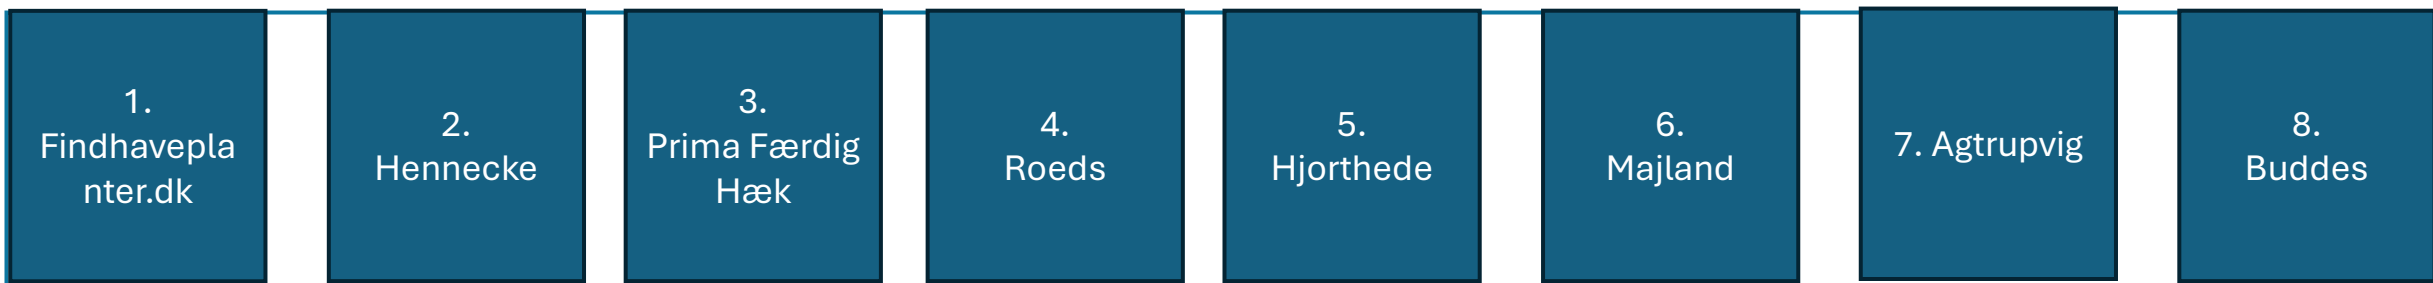 1.
Findhavepla
nter.dk
2.
Hennecke
3.
Prima Færdig
Hæk
4.
Roeds
5.
Hjorthede
6.
Majland
7. Agtrupvig
8.
Buddes